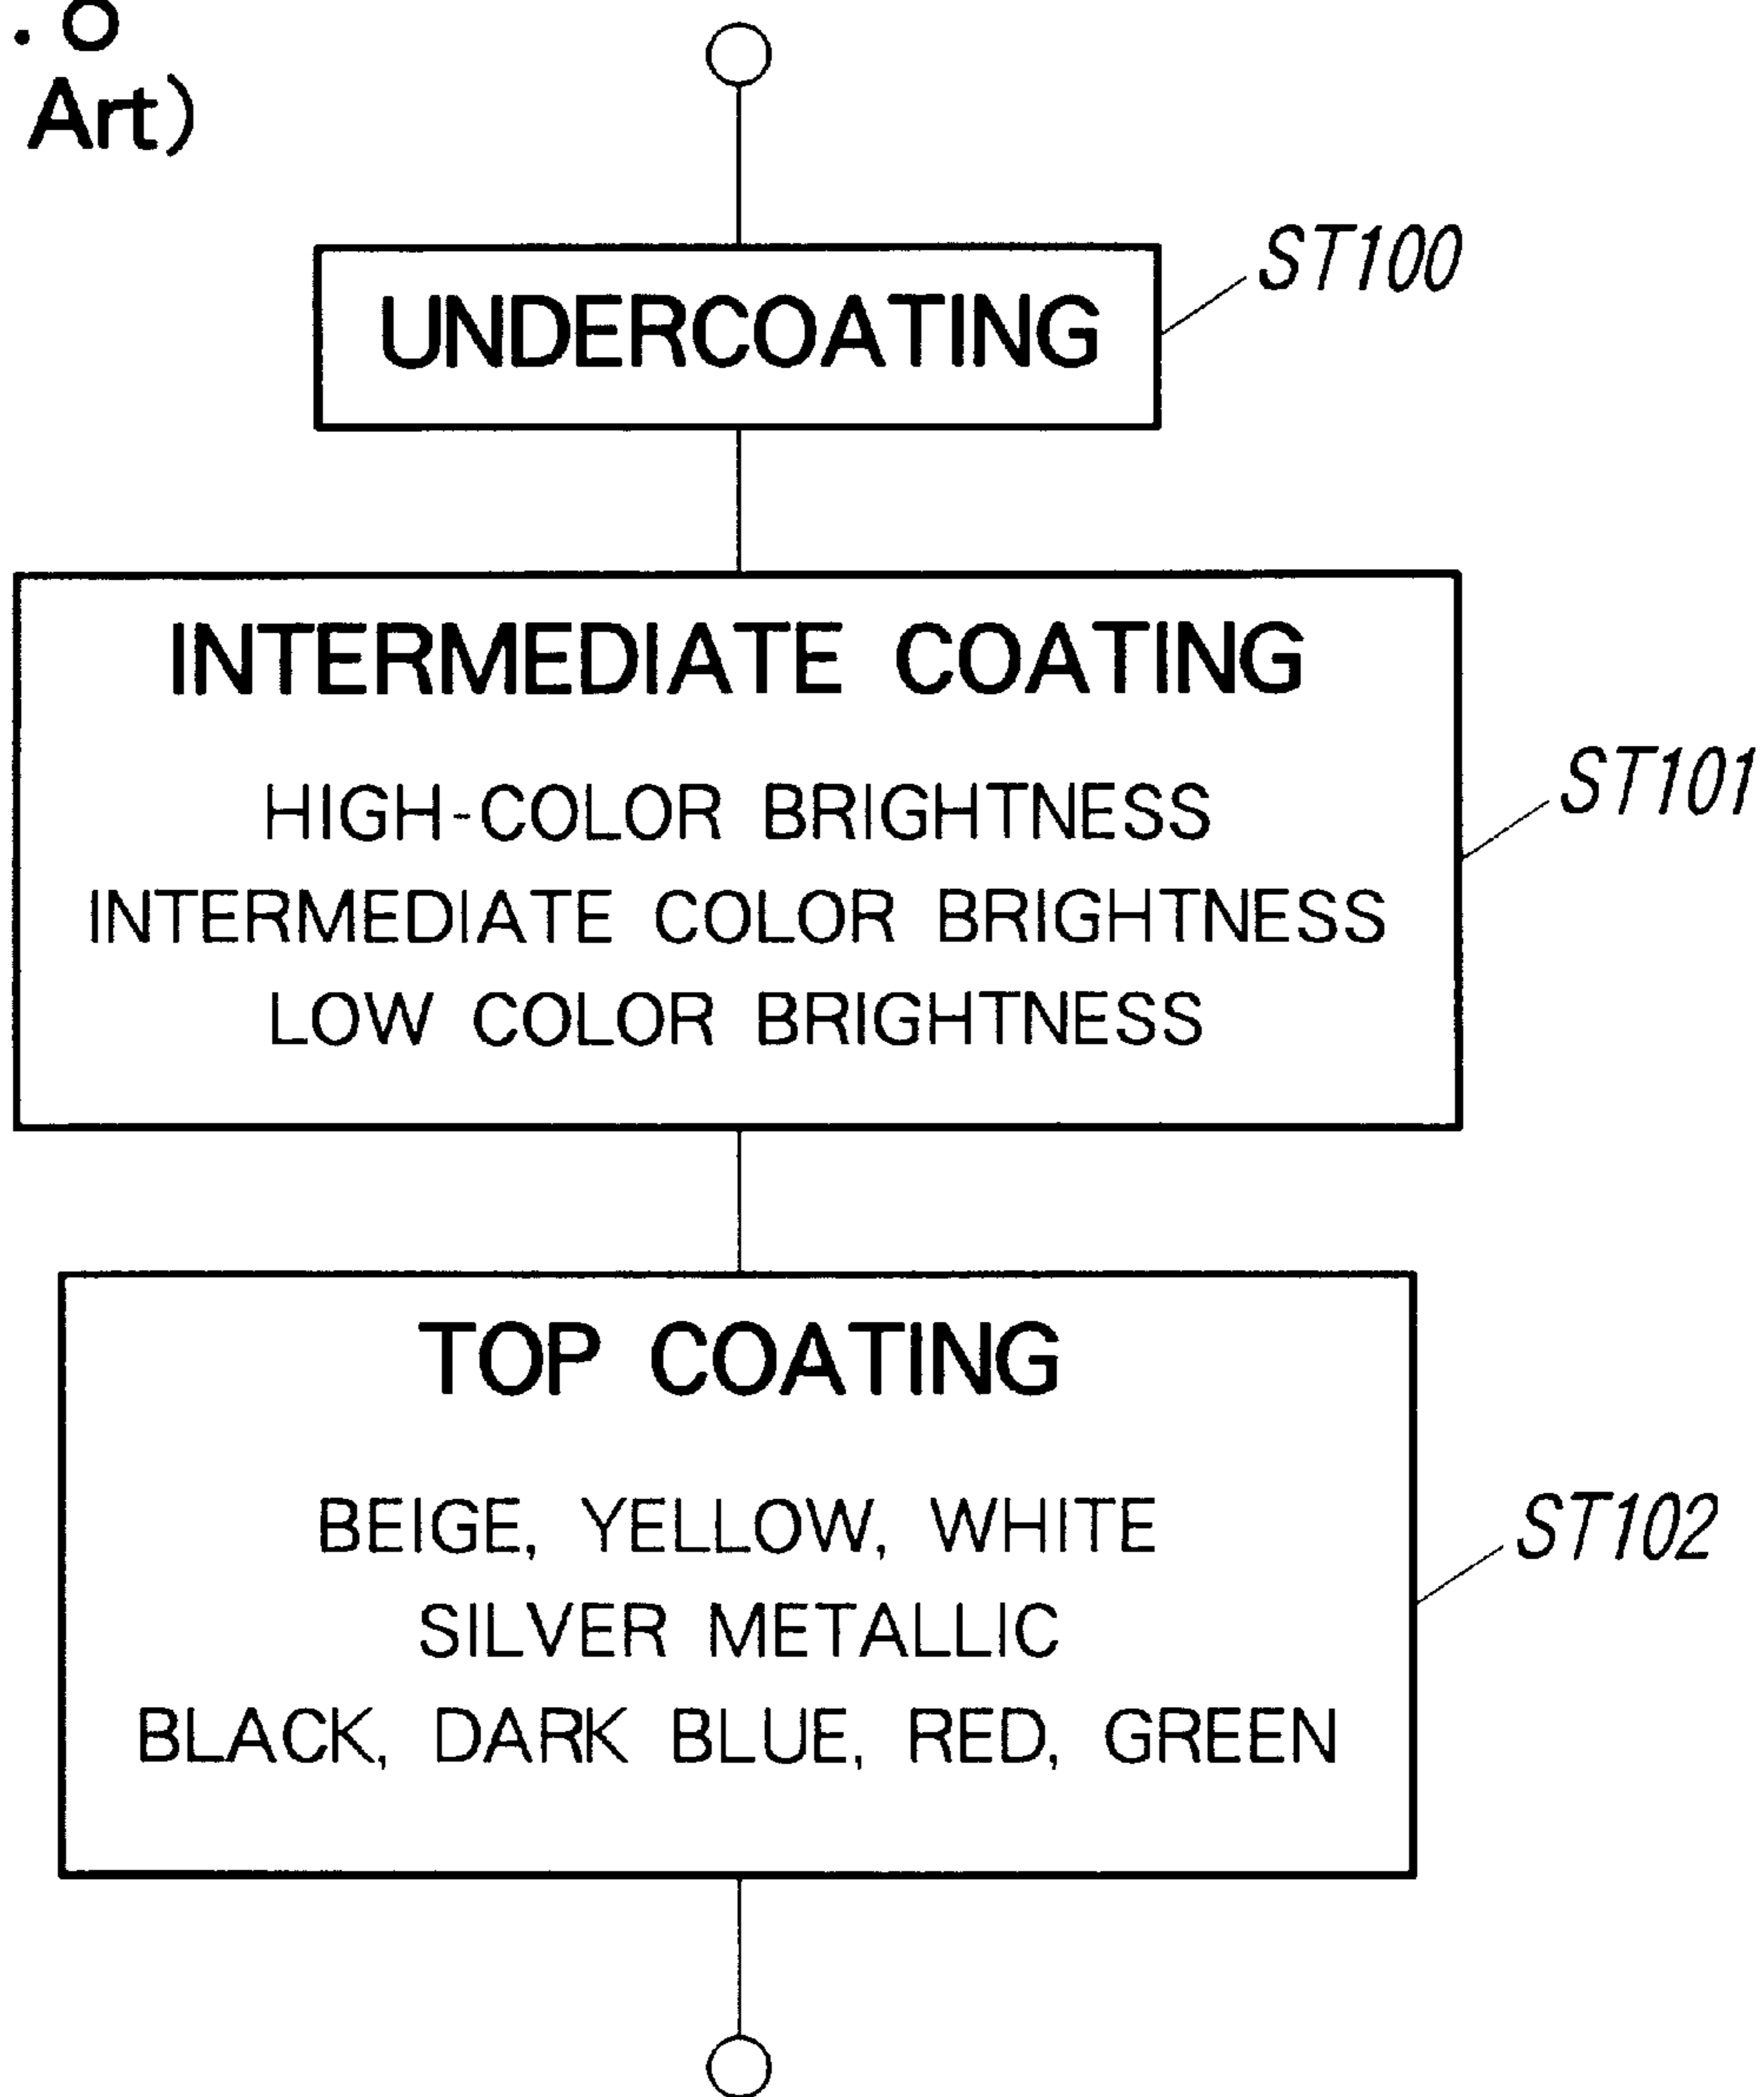 Art)
UNDERCOATING
ST100
INTERMEDIATE COATING
HIGH-COLOR BRIGHTNESS
INTERMEDIATE COLOR BRIGHTNESS
LOW COLOR BRIGHTNESS
ST101
TOP COATING
BEIGE, YELLOW, WHITE
SILVER METALLIC
BLACK, DARK BLUE, RED, GREEN
ST102